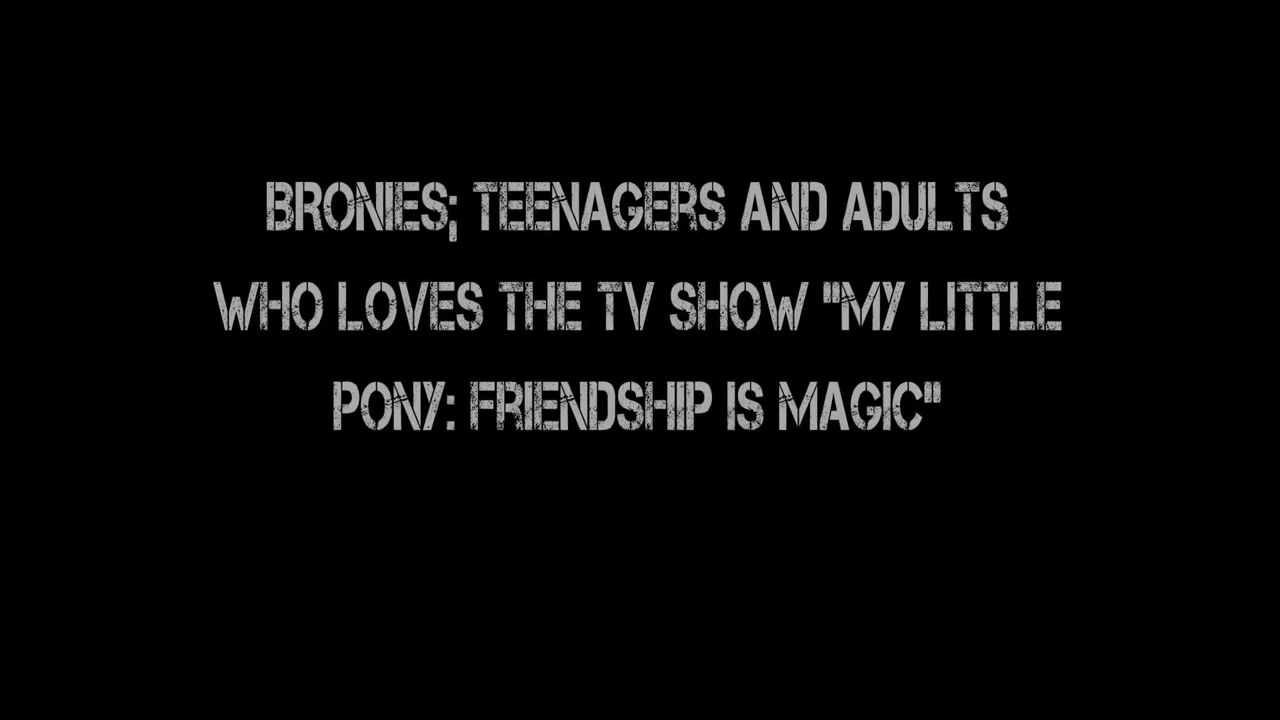 BRONIES; TEENAGERS AND ADULTS
WHO LOVES THE TV SHOW "MY LITTLE
PONY: FRIENDSHIP IS MAGIC"